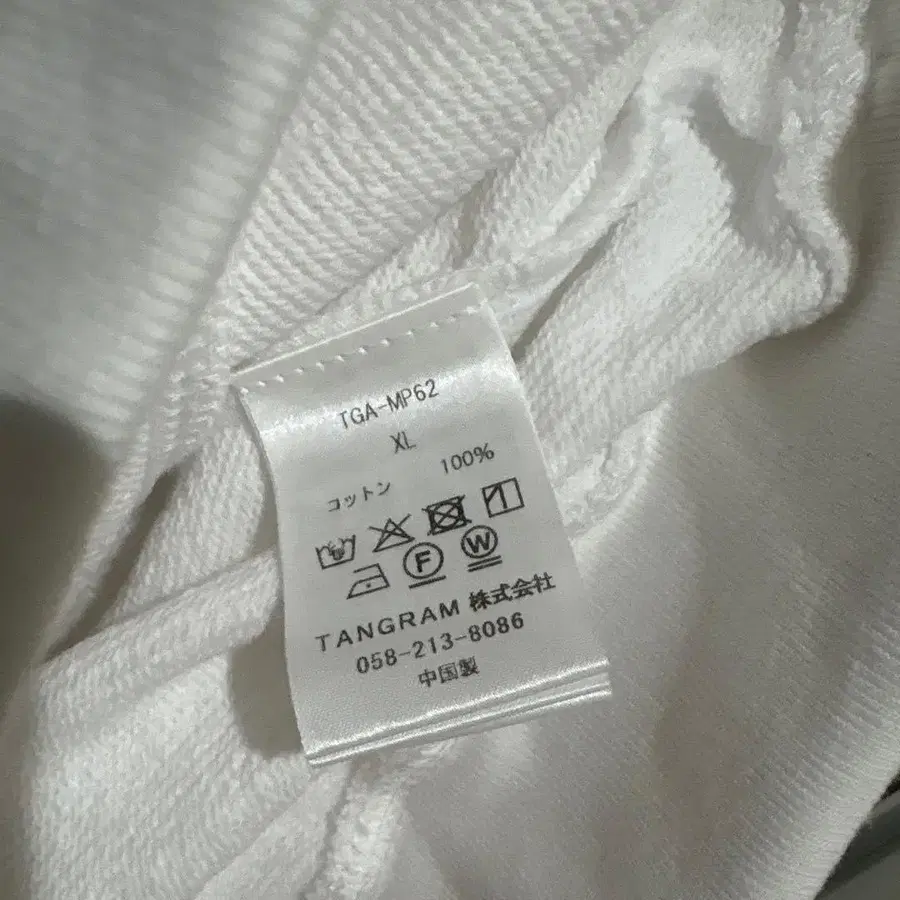 TGA-MP62
XL
コットン 100%
F W
TANGRAM 株式会社
058-213-8086
中国製